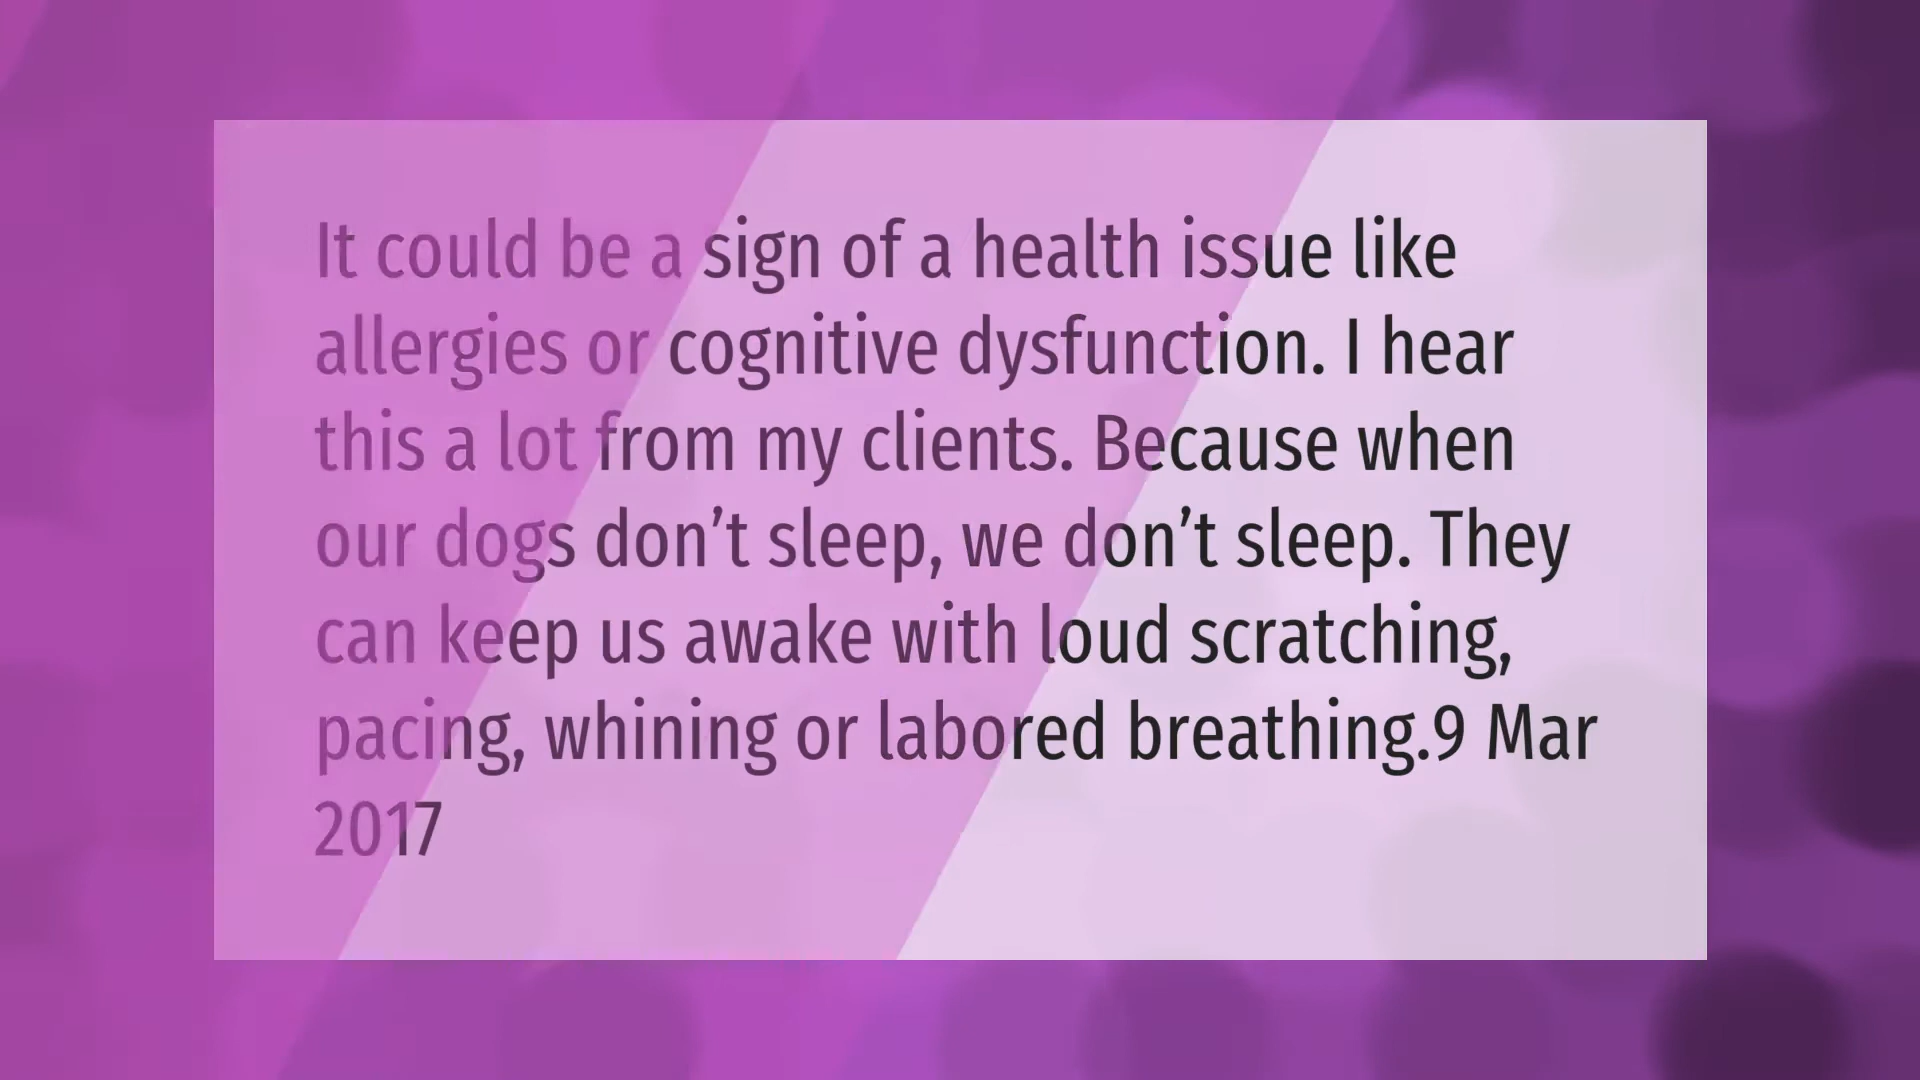 It could be a sign of a health issue like
allergies or cognitive dysfunction. I hear
this a lot from my clients. Because when
our dogs don’t sleep, we don’t sleep. They
can keep us awake with loud scratching,
pacing, whining or labored breathing.9 Mar
2017